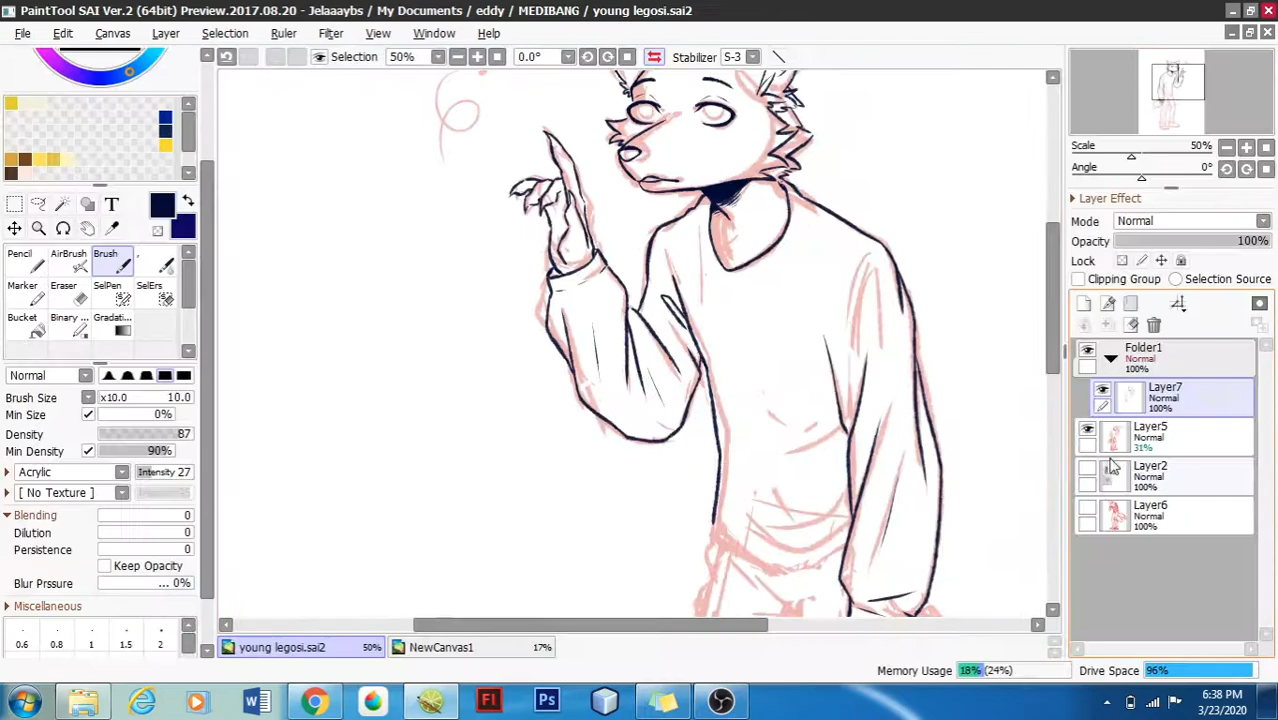 PaintTool SAI Ver.2 (64bit) Preview.2017.08.20 - Jelaaaybs / My Documents / eddy / MEDIBANG / young legosi.sai2
File Edit Canvas Layer Selection Ruler Filter View Window Help
Selection 50% 0.0° Stabilizer S-3
Scale 50%
Angle 0°
Layer Effect
Mode Normal
Opacity 100%
Lock
Clipping Group Selection Source
T
Pencil AirBrush Brush
Marker Eraser SelPen SelErs
Bucket Binary ... Gradati...
Normal
Brush Size x10.0 10.0
Min Size 0%
Density 87
Min Density 90%
Acrylic Intensity 27
[ No Texture ]
Blending 0
Dilution 0
Persistence 0
Keep Opacity
Blur Prssure ... 0%
Miscellaneous
0.6 0.8 1 1.5 2
Folder1
Normal
100%
Layer7
Normal
100%
Layer5
Normal
31%
Layer2
Normal
100%
Layer6
Normal
100%
young legosi.sai2 50% NewCanvas1 17%
Memory Usage 18% (24%) Drive Space 96%
Fl Ps
6:38 PM
3/23/2020